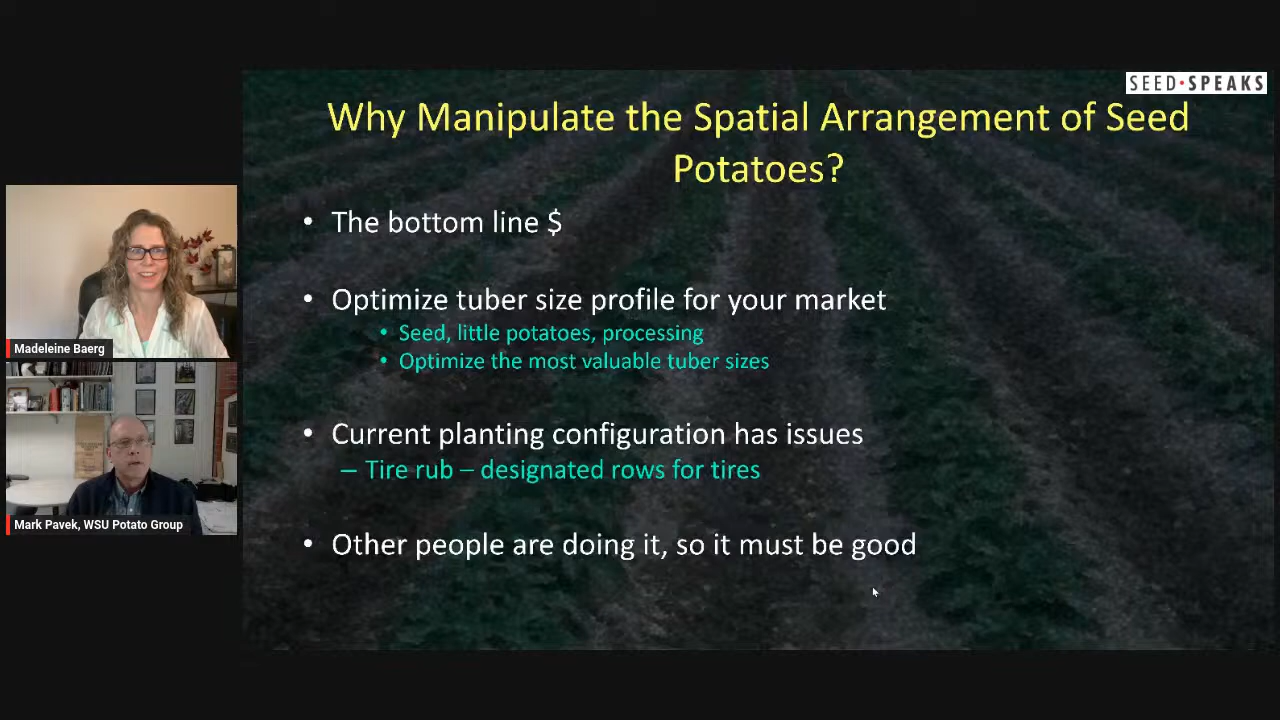 SEED·SPEAKS
Why Manipulate the Spatial Arrangement of Seed
Potatoes?
• The bottom line $
• Optimize tuber size profile for your market
• Seed, little potatoes, processing
• Optimize the most valuable tuber sizes
• Current planting configuration has issues
– Tire rub – designated rows for tires
• Other people are doing it, so it must be good
Madeleine Baerg
Mark Pavek, WSU Potato Group